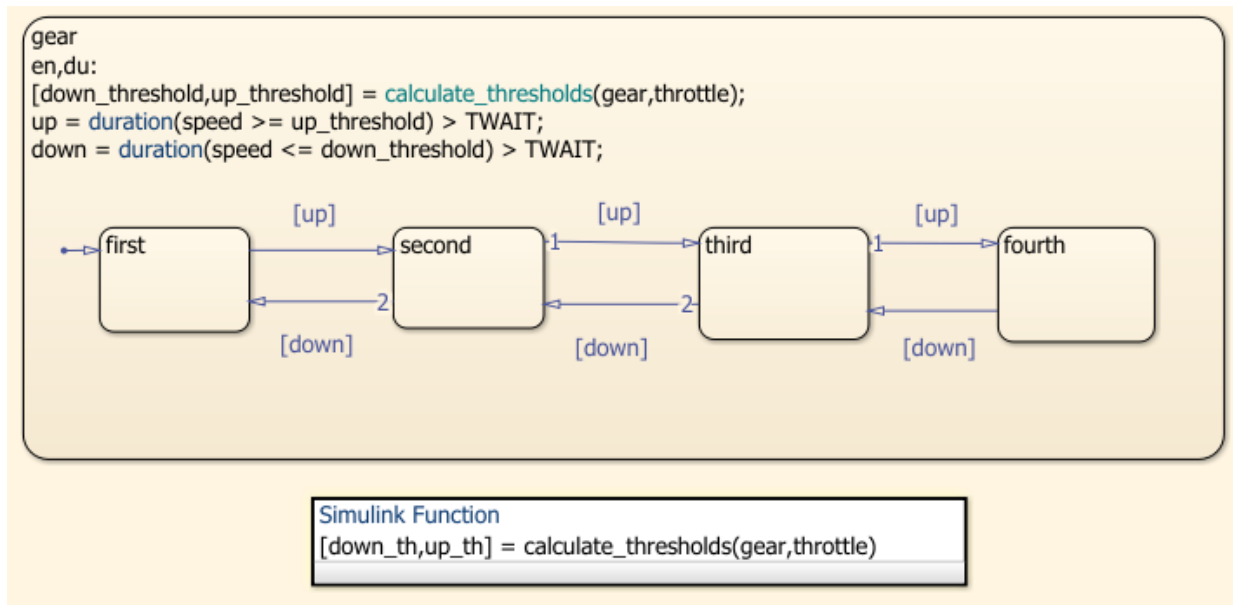 gear
en,du:
[down_threshold,up_threshold] = calculate_thresholds(gear,throttle);
up = duration(speed >= up_threshold) > TWAIT;
down = duration(speed <= down_threshold) > TWAIT;
[up]
[up]
[up]
first
second
1
third
1
fourth
2
2
[down]
[down]
[down]
Simulink Function
[down_th,up_th] = calculate_thresholds(gear,throttle)